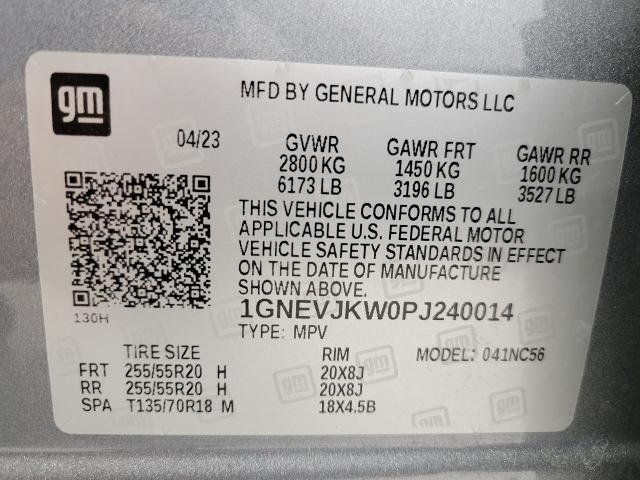 gm
MFD BY GENERAL MOTORS LLC
04/23 GVWR GAWR FRT GAWR RR
2800 KG 1450 KG 1600 KG
6173 LB 3196 LB 3527 LB
THIS VEHICLE CONFORMS TO ALL
APPLICABLE U.S. FEDERAL MOTOR
VEHICLE SAFETY STANDARDS IN EFFECT
ON THE DATE OF MANUFACTURE
SHOWN ABOVE.
130H 1GNEVJKW0PJ240014
TYPE: MPV
TIRE SIZE RIM MODEL: 041NC56
FRT 255/55R20 H 20X8J
RR 255/55R20 H 20X8J
SPA T135/70R18 M 18X4.5B